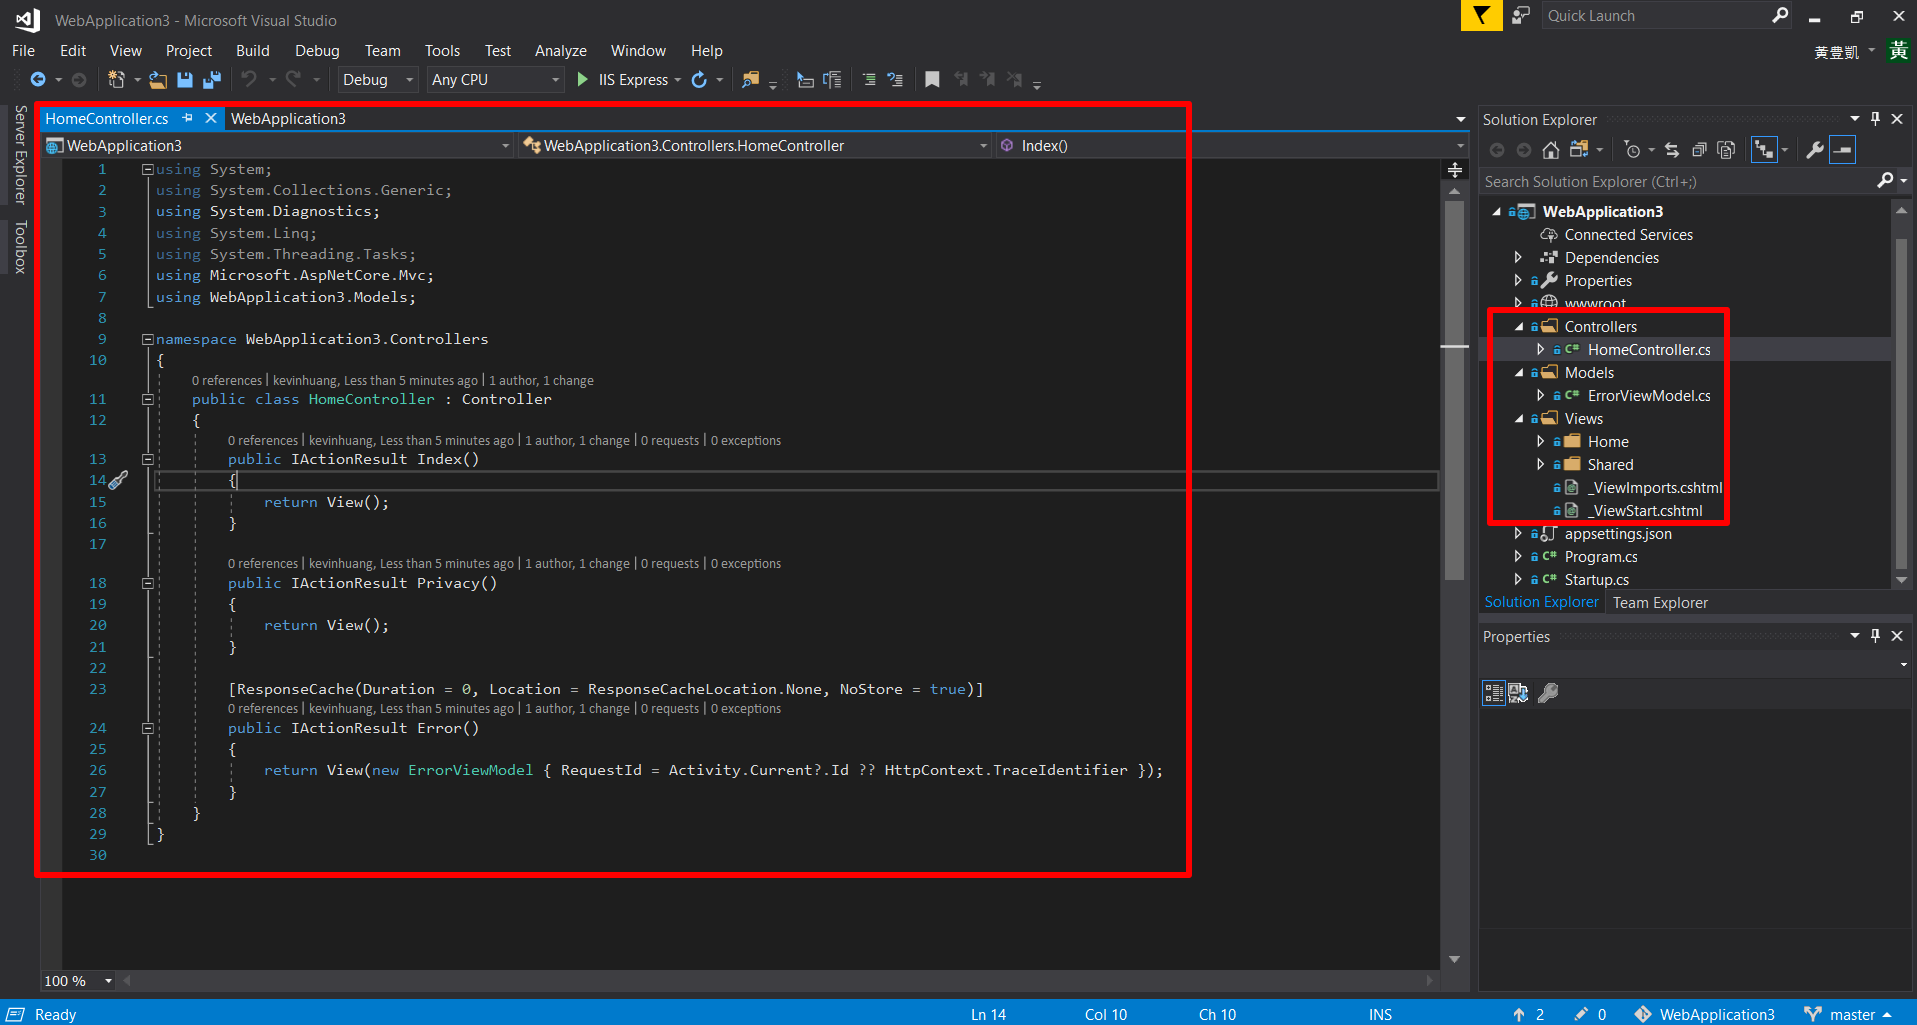 WebApplication3 - Microsoft Visual Studio
Quick Launch
File Edit View Project Build Debug Team Tools Test Analyze Window Help
黃豊凱 黃
Debug Any CPU IIS Express
Server Explorer
Toolbox
HomeController.cs WebApplication3
WebApplication3 WebApplication3.Controllers.HomeController Index()
1 using System;
2 using System.Collections.Generic;
3 using System.Diagnostics;
4 using System.Linq;
5 using System.Threading.Tasks;
6 using Microsoft.AspNetCore.Mvc;
7 using WebApplication3.Models;
8
9 namespace WebApplication3.Controllers
10 {
0 references | kevinhuang, Less than 5 minutes ago | 1 author, 1 change
11 public class HomeController : Controller
12 {
0 references | kevinhuang, Less than 5 minutes ago | 1 author, 1 change | 0 requests | 0 exceptions
13 public IActionResult Index()
14 {
15 return View();
16 }
17
0 references | kevinhuang, Less than 5 minutes ago | 1 author, 1 change | 0 requests | 0 exceptions
18 public IActionResult Privacy()
19 {
20 return View();
21 }
22
23 [ResponseCache(Duration = 0, Location = ResponseCacheLocation.None, NoStore = true)]
0 references | kevinhuang, Less than 5 minutes ago | 1 author, 1 change | 0 requests | 0 exceptions
24 public IActionResult Error()
25 {
26 return View(new ErrorViewModel { RequestId = Activity.Current?.Id ?? HttpContext.TraceIdentifier });
27 }
28 }
29 }
30
100 %
Solution Explorer
Search Solution Explorer (Ctrl+;)
WebApplication3
Connected Services
Dependencies
Properties
wwwroot
Controllers
C# HomeController.cs
Models
C# ErrorViewModel.cs
Views
Home
Shared
_ViewImports.cshtml
_ViewStart.cshtml
appsettings.json
C# Program.cs
C# Startup.cs
Solution Explorer Team Explorer
Properties
Ready Ln 14 Col 10 Ch 10 INS 2 0 WebApplication3 master